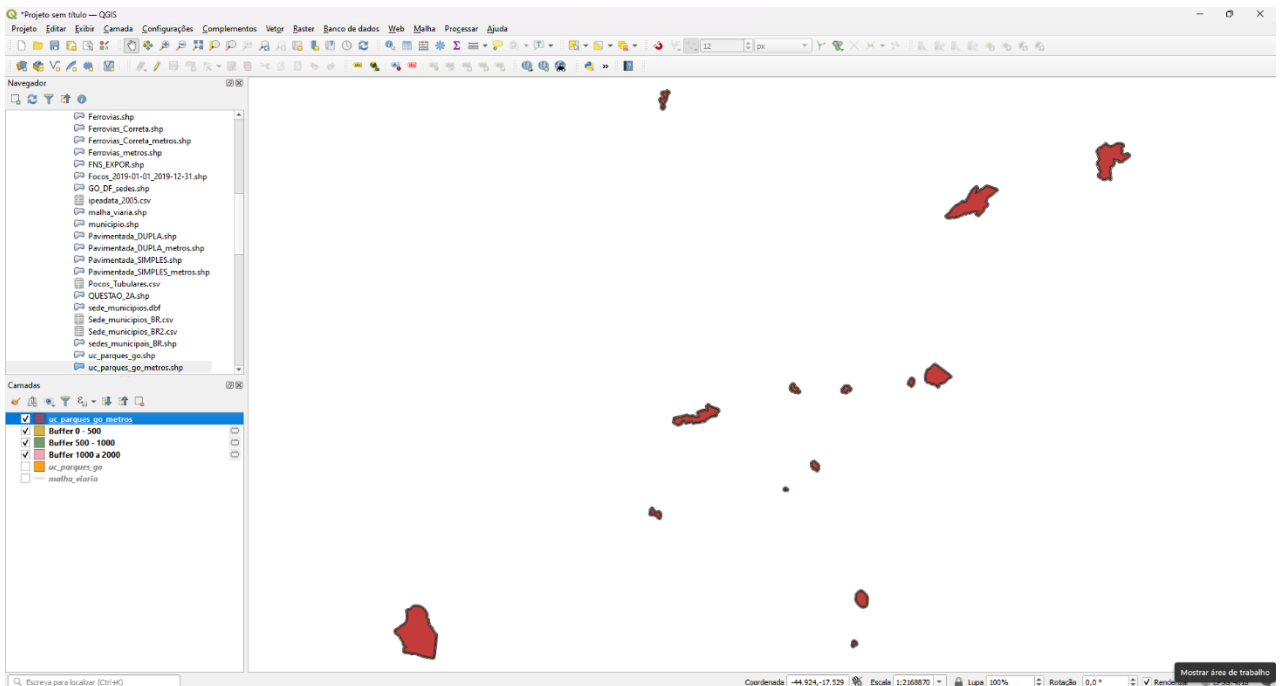 *Projeto sem título — QGIS
Projeto Editar Exibir Camada Configurações Complementos Vetor Raster Banco de dados Web Malha Processar Ajuda
12 px
Navegador
Ferrovias.shp
Ferrovias_Correta.shp
Ferrovias_Correta_metros.shp
Ferrovias_metros.shp
FNS_EXPOR.shp
Focos_2019-01-01_2019-12-31.shp
GO_DF_sedes.shp
ipeadata_2005.csv
malha_viaria.shp
municipio.shp
Pavimentada_DUPLA.shp
Pavimentada_DUPLA_metros.shp
Pavimentada_SIMPLES.shp
Pavimentada_SIMPLES_metros.shp
Pocos_Tubulares.csv
QUESTAO_2A.shp
sede_municipios.dbf
Sede_municipios_BR.csv
Sede_municipios_BR2.csv
sedes_municipais_BR.shp
uc_parques_go.shp
uc_parques_go_metros.shp
Camadas
uc_parques_go_metros
Buffer 0 - 500
Buffer 500 - 1000
Buffer 1000 a 2000
uc_parques_go
malha_viaria
Mostrar área de trabalho
Escreva para localizar (Ctrl+K)
Coordenada -44.924,-17.529 Escala 1:2168870 Lupa 100% Rotação 0,0 °